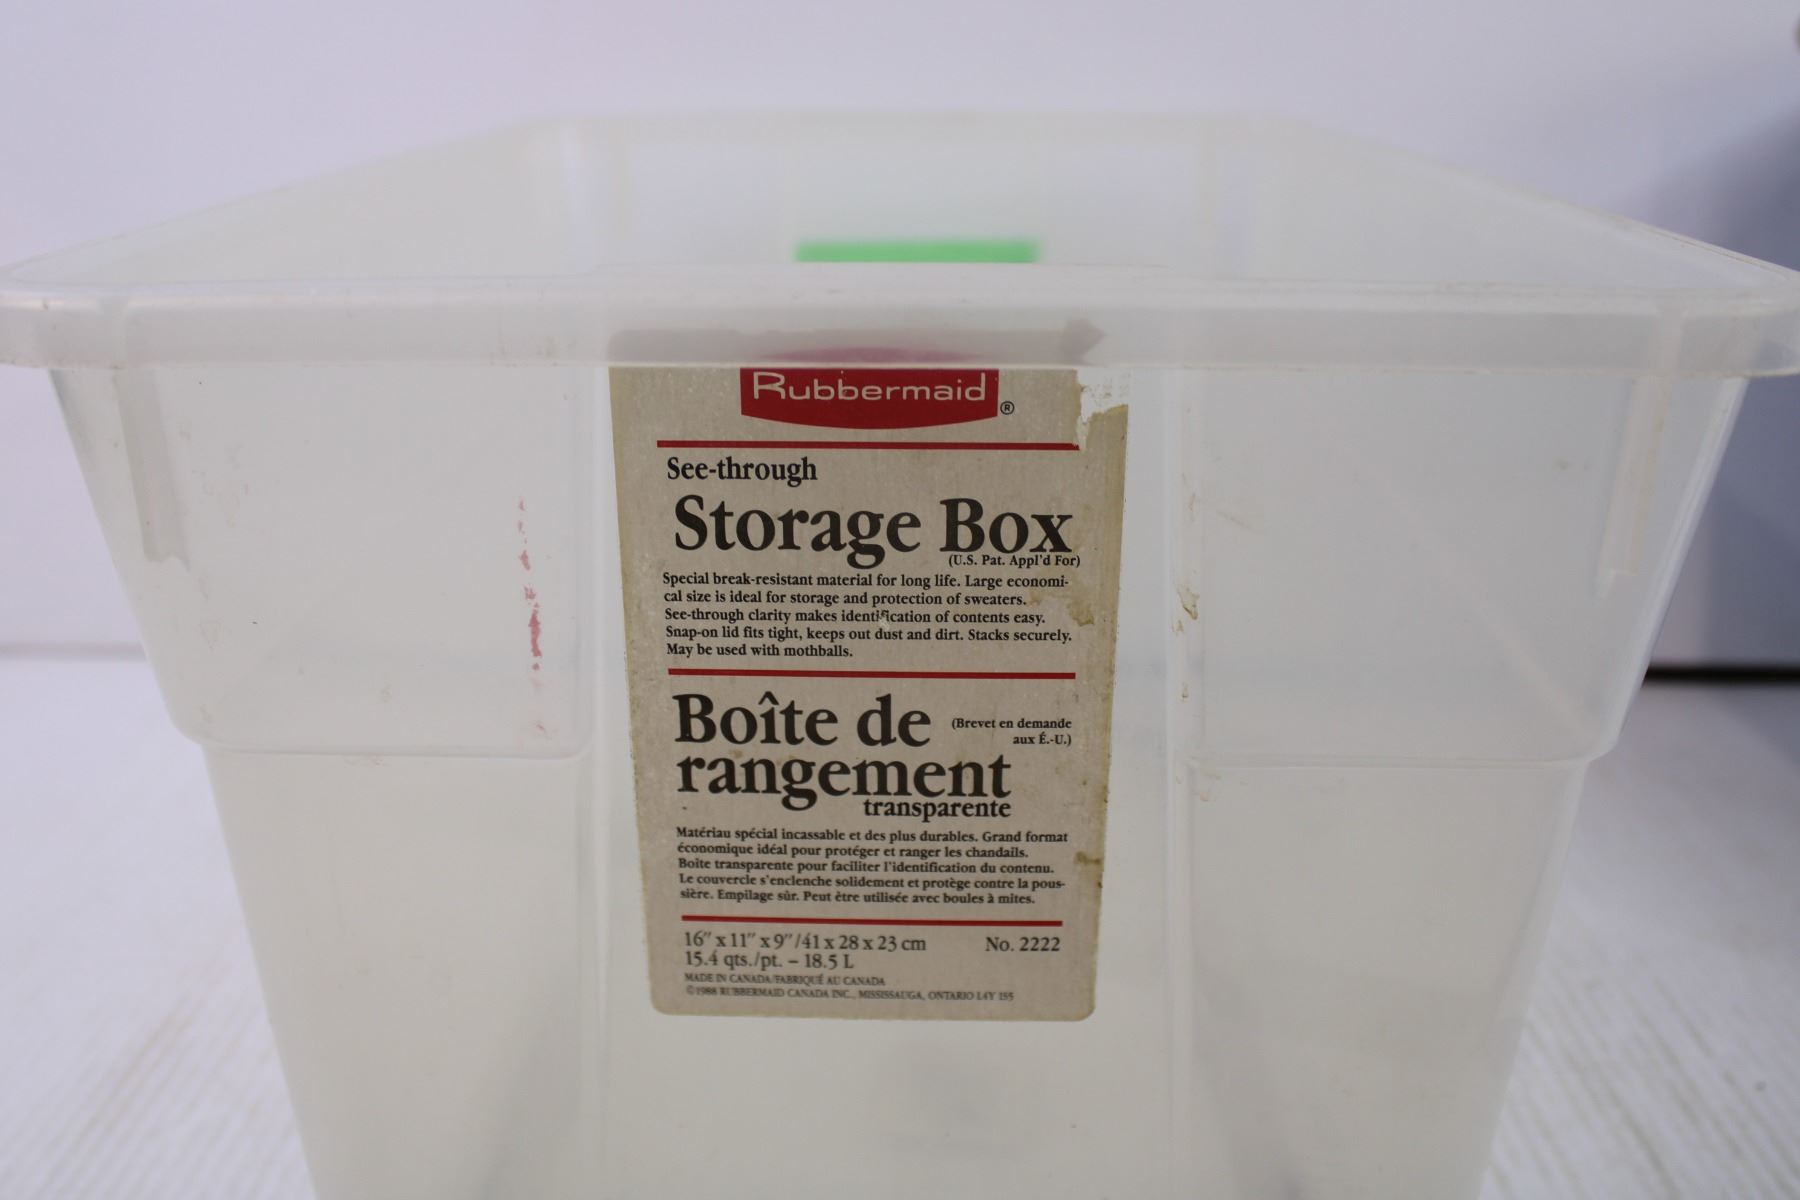 Rubbermaid ®
See-through
Storage Box
(U.S. Pat. Appl'd For)
Special break-resistant material for long life. Large economi-
cal size is ideal for storage and protection of sweaters.
See-through clarity makes identification of contents easy.
Snap-on lid fits tight, keeps out dust and dirt. Stacks securely.
May be used with mothballs.
Boîte de
(Brevet en demande
aux É.-U.)
rangement
transparente
Matériau spécial incassable et des plus durables. Grand format
économique idéal pour protéger et ranger les chandails.
Boîte transparente pour faciliter l'identification du contenu.
Le couvercle s'enclenche solidement et protège contre la pous-
sière. Empilage sûr. Peut être utilisée avec boules à mites.
16" x 11" x 9"/41 x 28 x 23 cm No. 2222
15.4 qts./pt. – 18.5 L
MADE IN CANADA/FABRIQUÉ AU CANADA
©1988 RUBBERMAID CANADA INC., MISSISSAUGA, ONTARIO L4Y 1S5